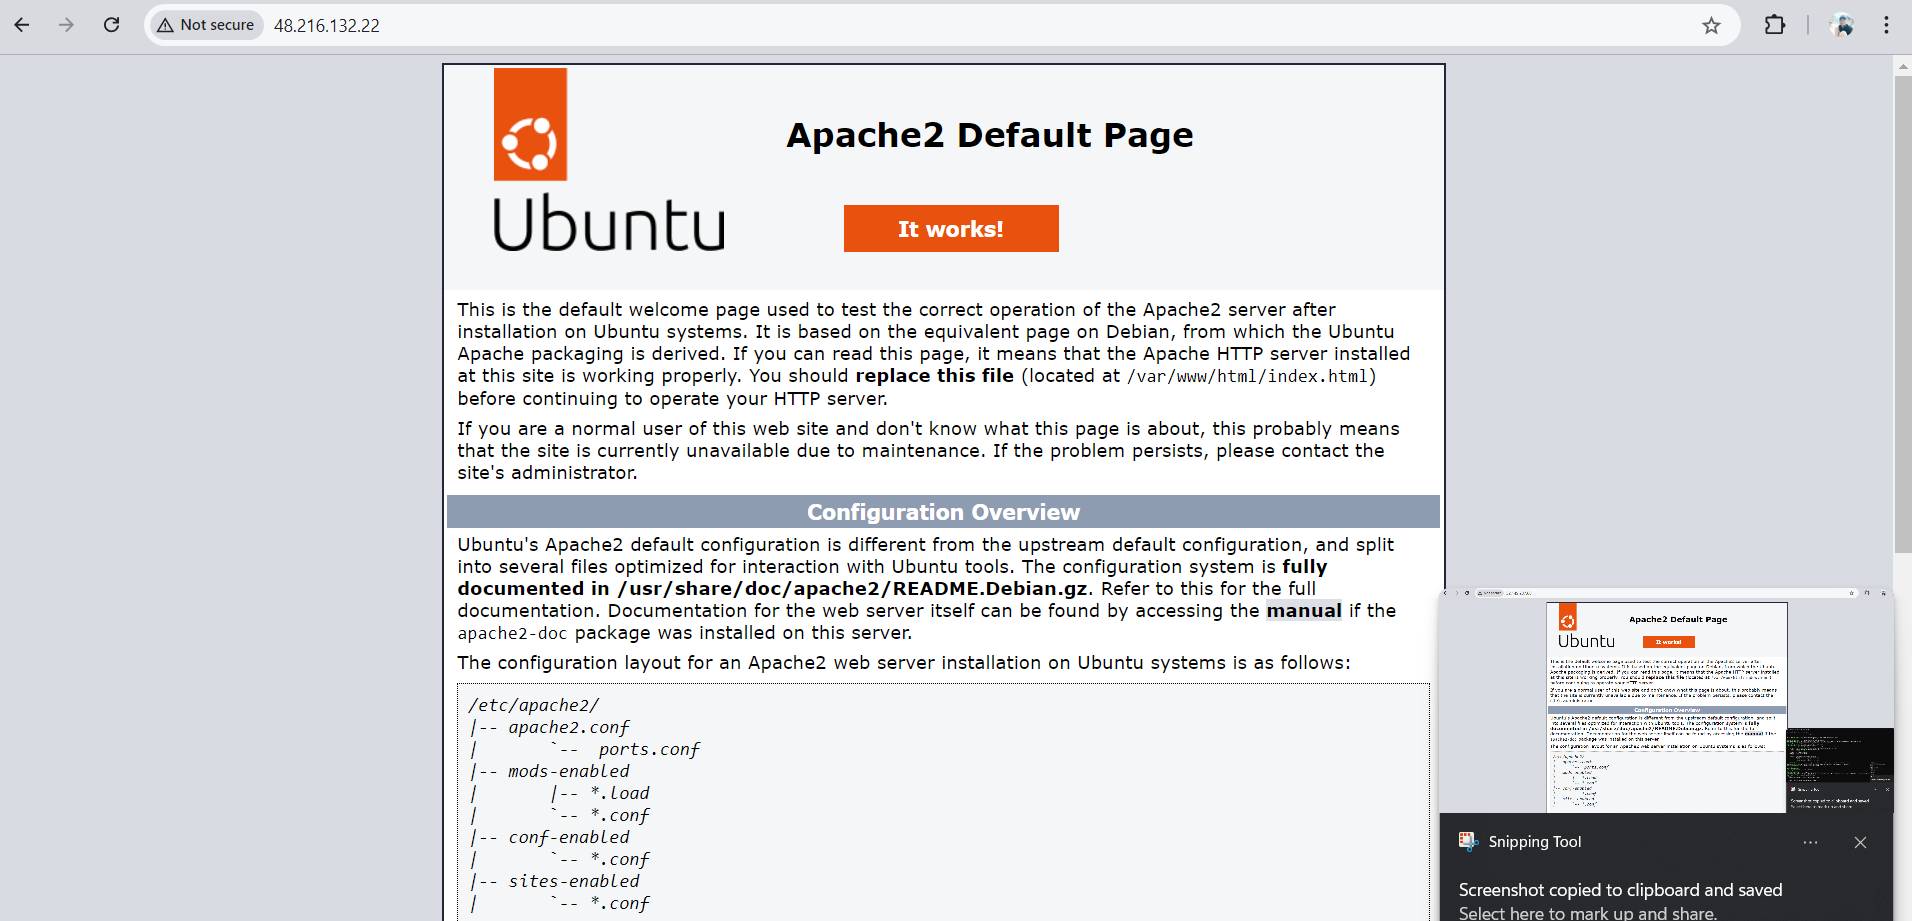 Not secure
48.216.132.22
Apache2 Default Page
Ubuntu
It works!
This is the default welcome page used to test the correct operation of the Apache2 server after
installation on Ubuntu systems. It is based on the equivalent page on Debian, from which the Ubuntu
Apache packaging is derived. If you can read this page, it means that the Apache HTTP server installed
at this site is working properly. You should replace this file (located at /var/www/html/index.html)
before continuing to operate your HTTP server.
If you are a normal user of this web site and don't know what this page is about, this probably means
that the site is currently unavailable due to maintenance. If the problem persists, please contact the
site's administrator.
Configuration Overview
Ubuntu's Apache2 default configuration is different from the upstream default configuration, and split
into several files optimized for interaction with Ubuntu tools. The configuration system is fully
documented in /usr/share/doc/apache2/README.Debian.gz. Refer to this for the full
documentation. Documentation for the web server itself can be found by accessing the manual if the
apache2-doc package was installed on this server.
The configuration layout for an Apache2 web server installation on Ubuntu systems is as follows:
/etc/apache2/
|-- apache2.conf
|       `--  ports.conf
|-- mods-enabled
|       |-- *.load
|       `-- *.conf
|-- conf-enabled
|       `-- *.conf
|-- sites-enabled
|       `-- *.conf
Apache2 Default Page
Ubuntu
It works!
Configuration Overview
Snipping Tool
Screenshot copied to clipboard and saved
Select here to mark up and share.